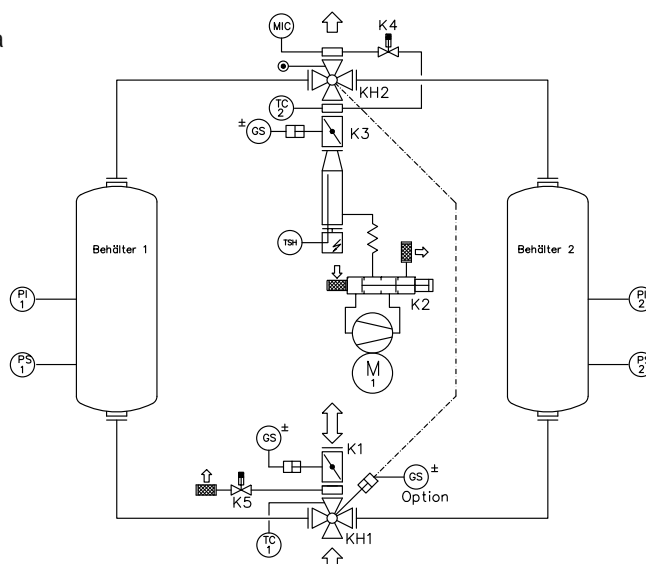 a
MIC
K4
KH2
TC
2
±
GS
K3
TSH
Behälter 1
Behälter 2
PI
1
PI
2
K2
M
1
PS
1
PS
2
±
GS
K1
GS
±
Option
K5
TC
1
KH1